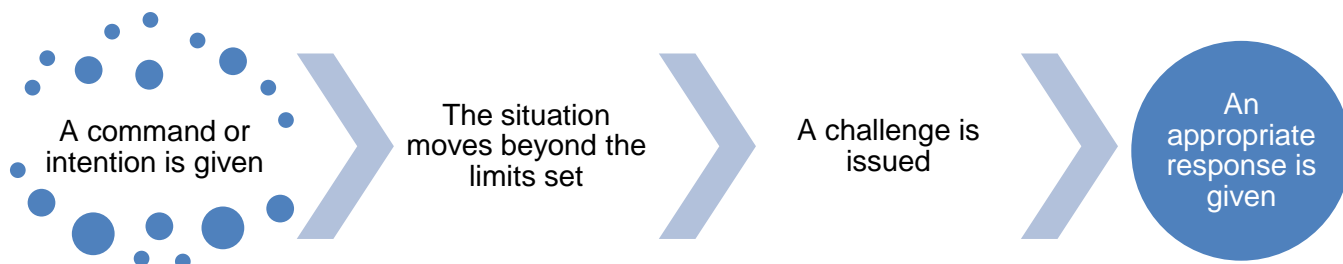 A command or
intention is given
The situation
moves beyond the
limits set
A challenge is
issued
An
appropriate
response is
given